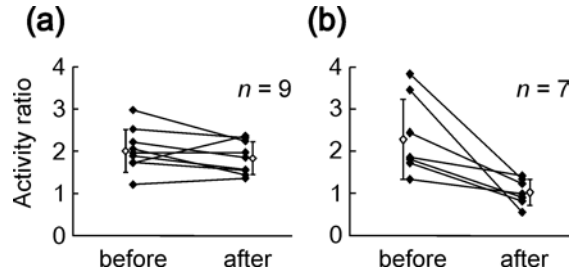 (a)
(b)
Activity ratio
4
3
2
1
0
n = 9
before
after
4
3
2
1
0
n = 7
before
after